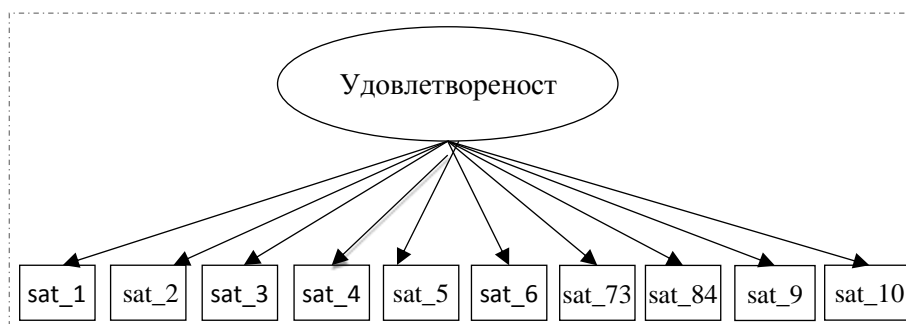 Удовлетвореност
sat_1 sat_2 sat_3 sat_4 sat_5 sat_6 sat_73 sat_84 sat_9 sat_10